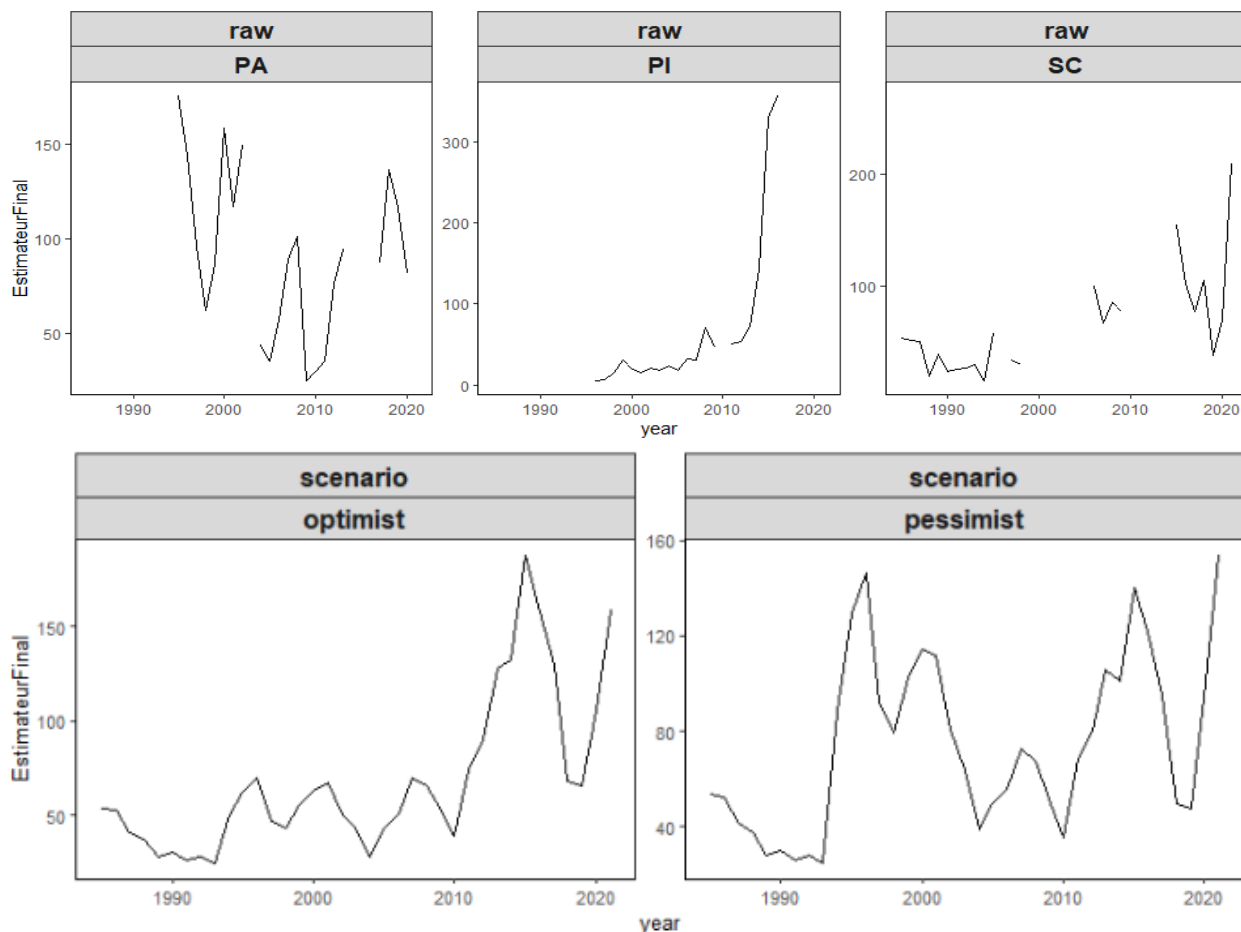 raw raw raw
PA PI SC
EstimateurFinal
150
100
50
300
200
100
0
200
100
1990 2000 2010 2020 1990 2000 2010 2020 1990 2000 2010 2020
year
scenario scenario
optimist pessimist
EstimateurFinal
150
100
50
160
120
80
40
1990 2000 2010 2020 1990 2000 2010 2020
year